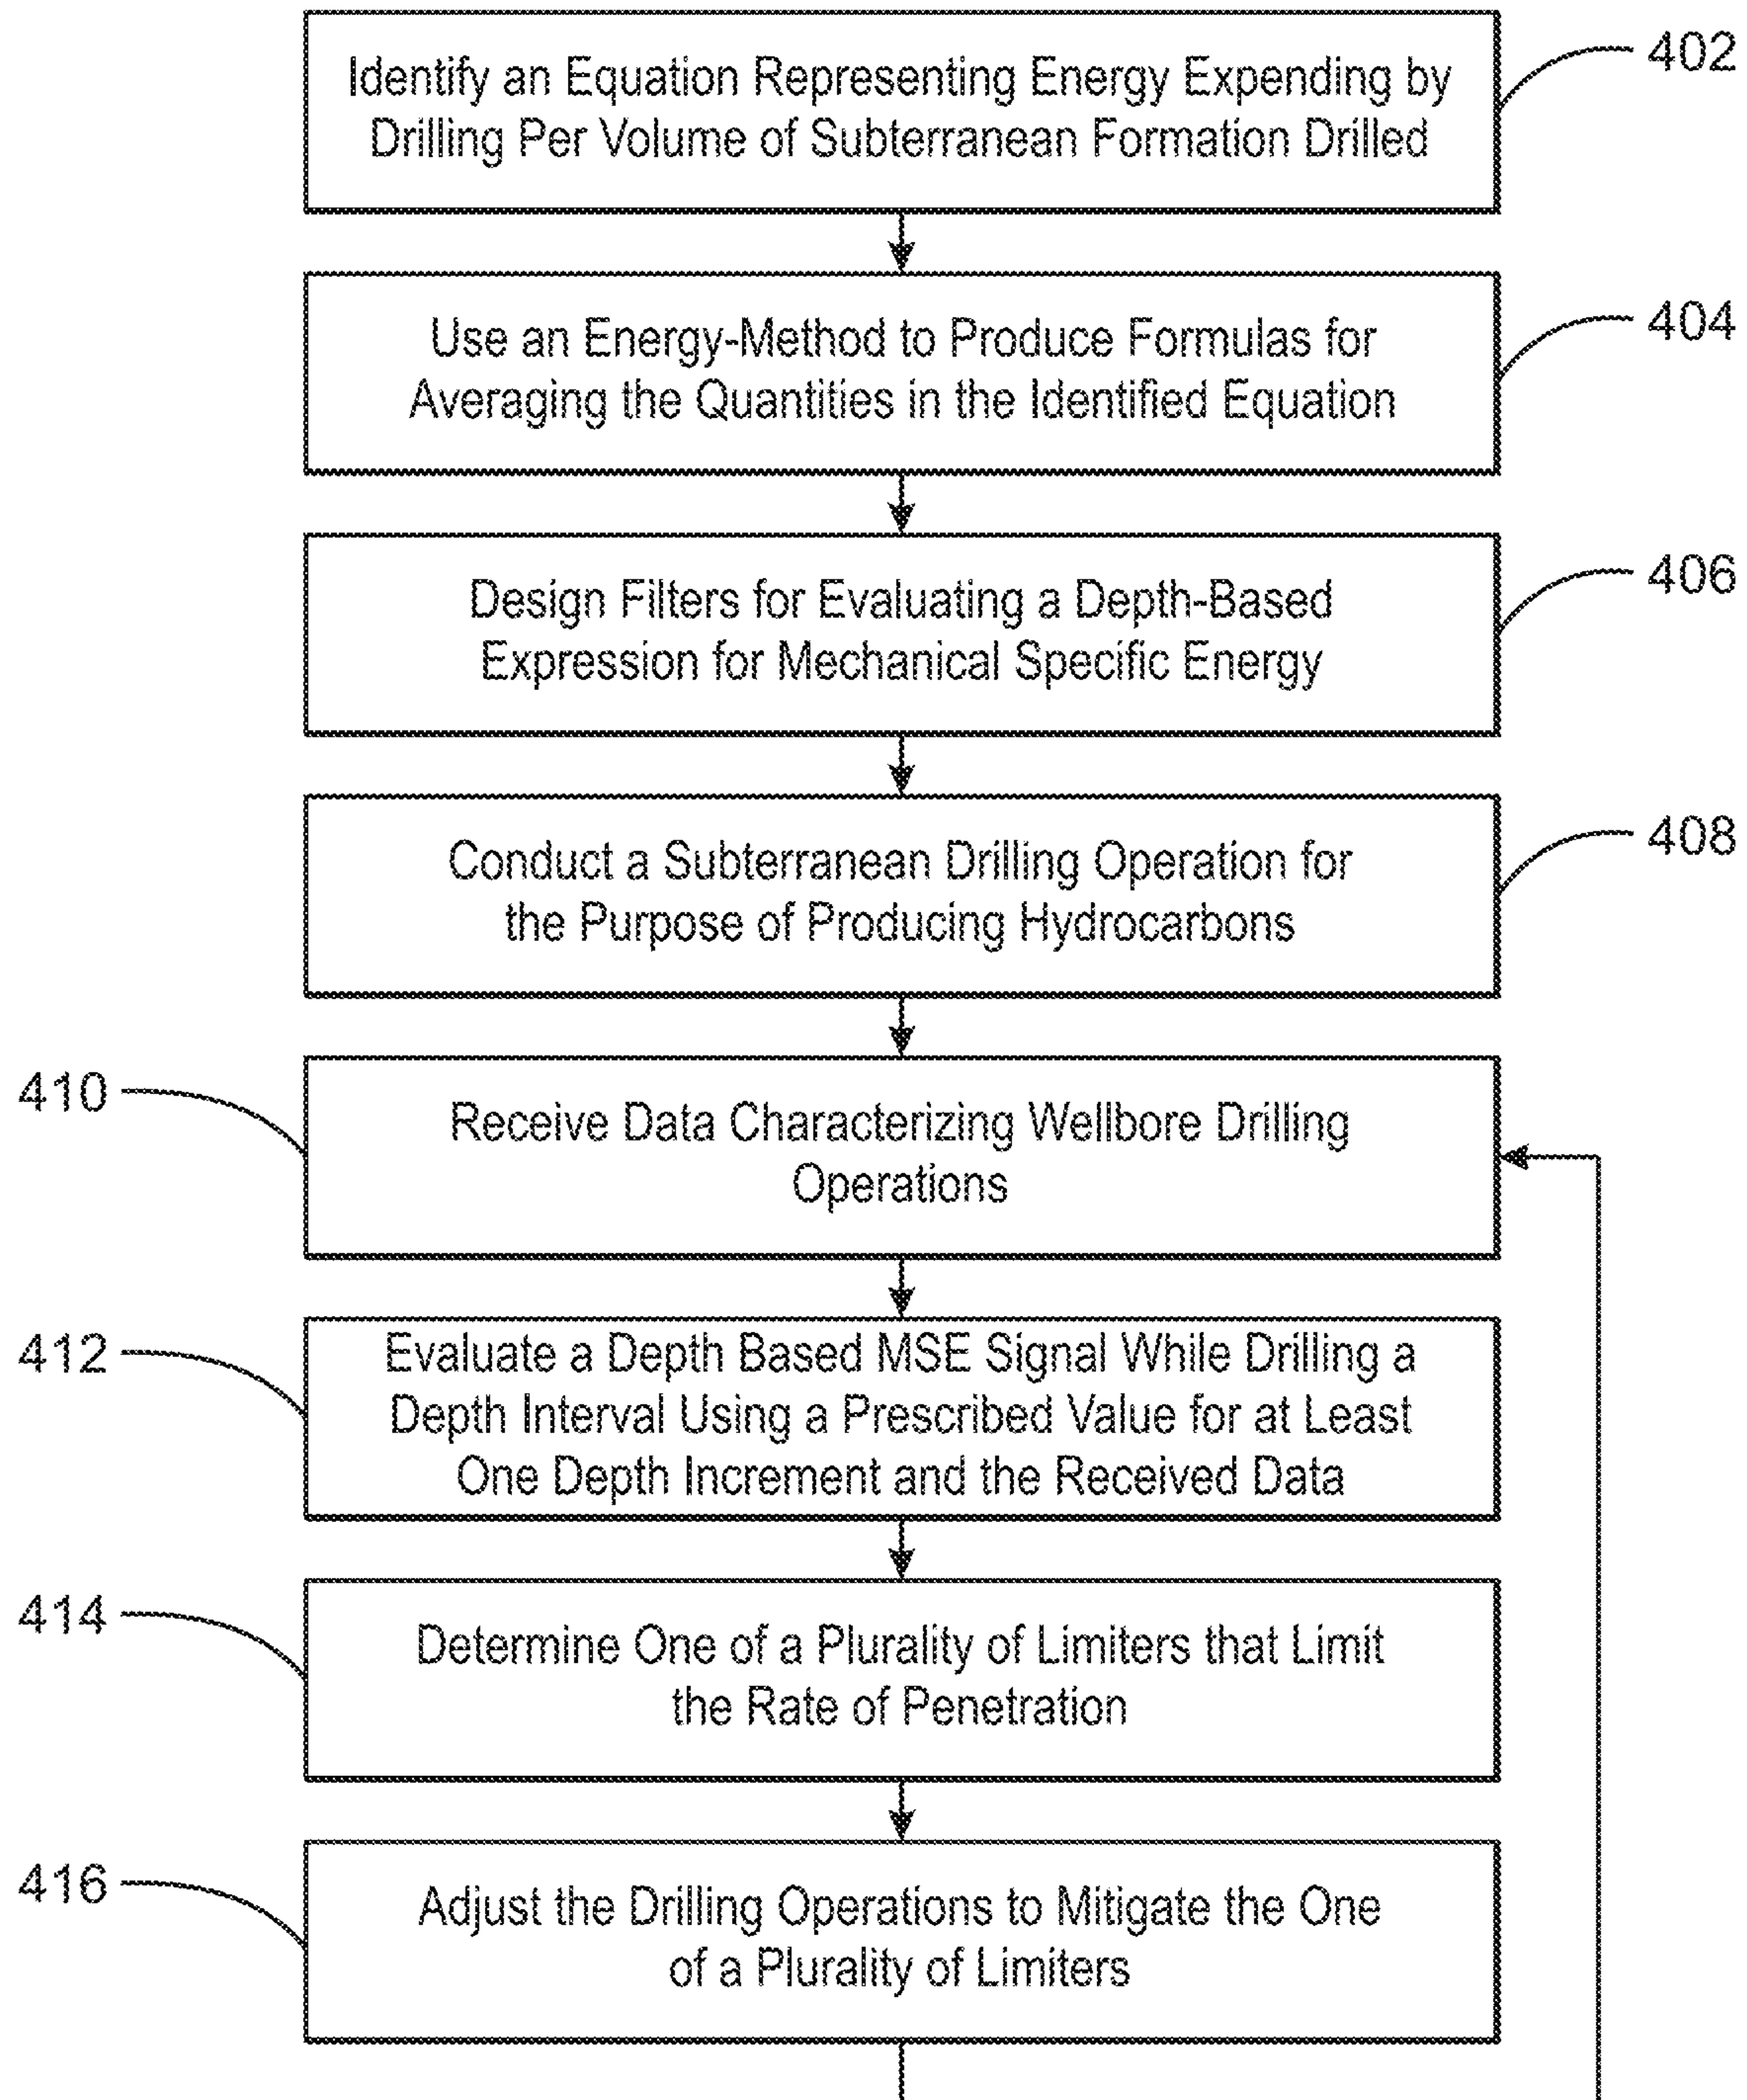 Identify an Equation Representing Energy Expending by
Drilling Per Volume of Subterranean Formation Drilled
402
Use an Energy-Method to Produce Formulas for
Averaging the Quantities in the Identified Equation
404
Design Filters for Evaluating a Depth-Based
Expression for Mechanical Specific Energy
406
Conduct a Subterranean Drilling Operation for
the Purpose of Producing Hydrocarbons
408
410
Receive Data Characterizing Wellbore Drilling
Operations
412
Evaluate a Depth Based MSE Signal While Drilling a
Depth Interval Using a Prescribed Value for at Least
One Depth Increment and the Received Data
414
Determine One of a Plurality of Limiters that Limit
the Rate of Penetration
416
Adjust the Drilling Operations to Mitigate the One
of a Plurality of Limiters